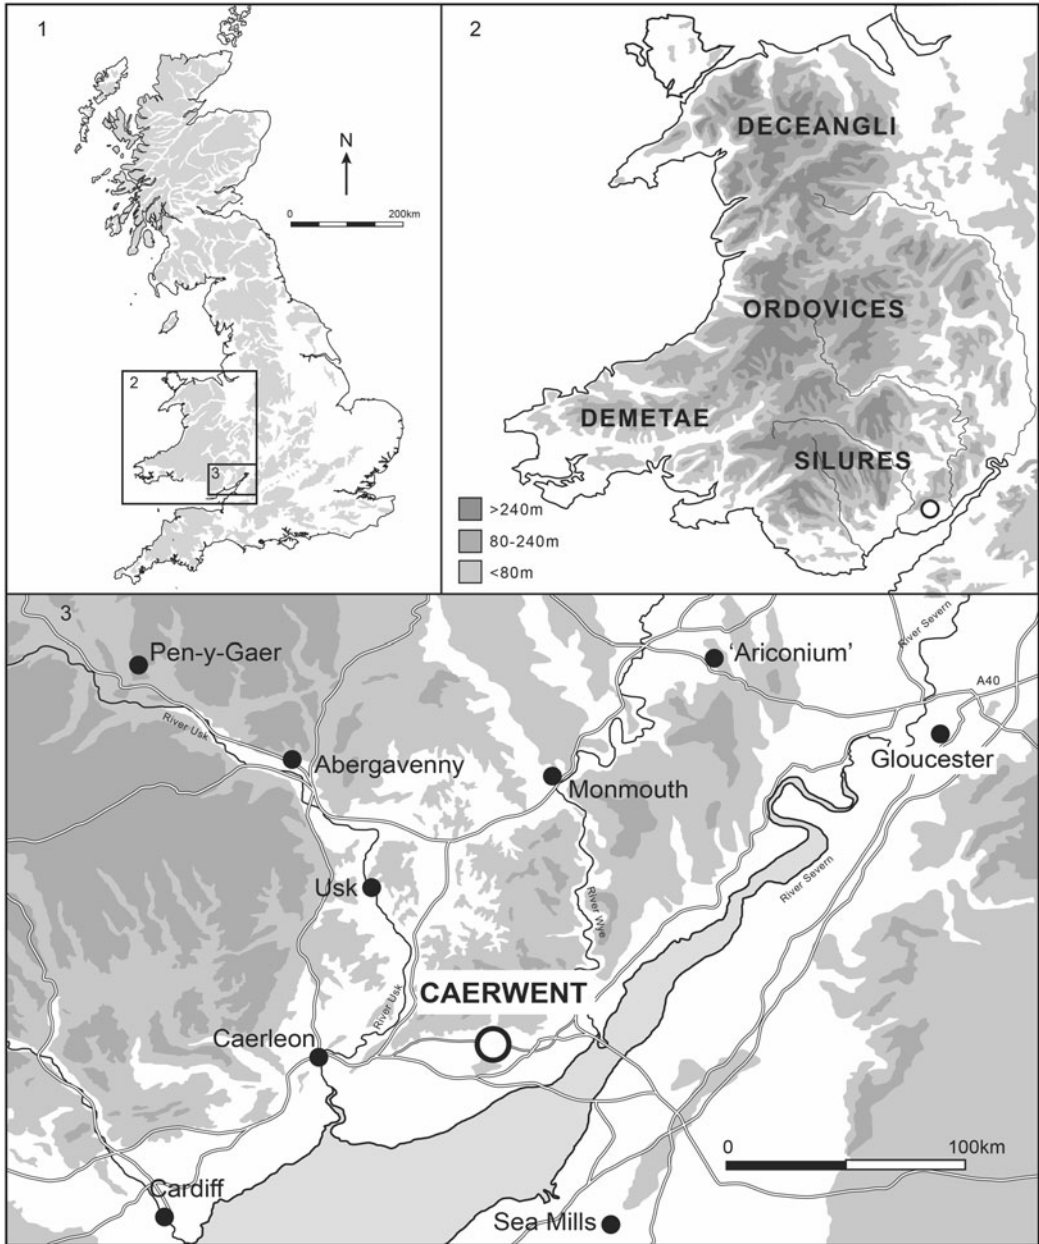 1
N
0 200km
2
3
2
DECEANGLI
ORDOVICES
DEMETAE
SILURES
>240m
80-240m
<80m
3
Pen-y-Gaer
'Ariconium'
River Severn
A40
River Usk
Abergavenny
Gloucester
Monmouth
Usk
River Severn
River Wye
CAERWENT
River Usk
Caerleon
0 100km
Cardiff
Sea Mills